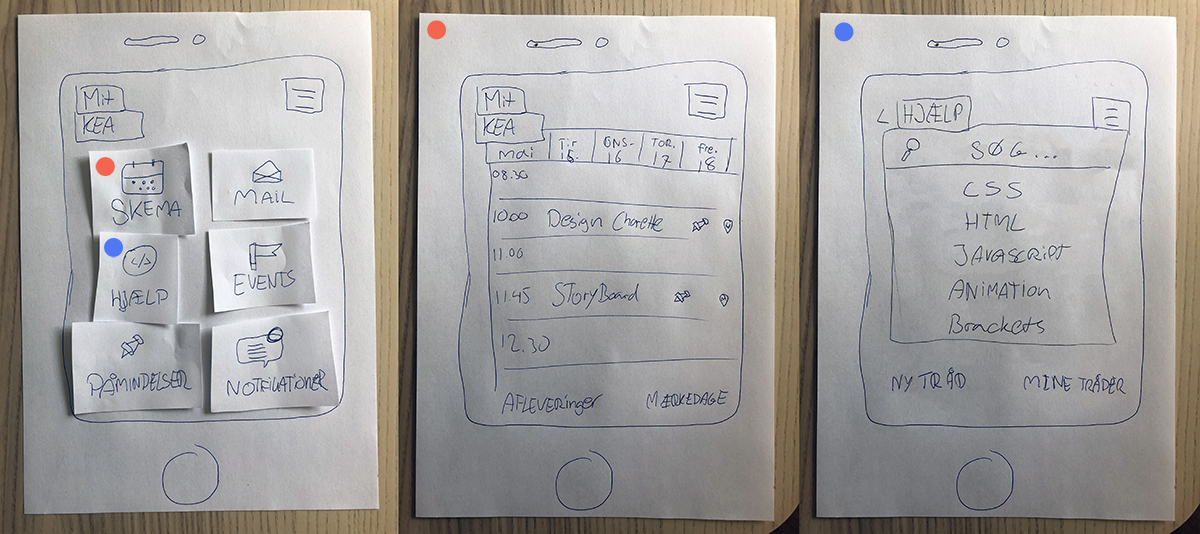 Mit
KEA
SKEMA
MAIL
</>
HJÆLP
EVENTS
PÅMINDELSER
NOTIFIKATIONER
Mit
KEA
mai Tir 15. ONS. 16 TOR. 17 fre. 18
08.30
10.00 Design Charette
11.00
11.45 StoryBoard
12.30
AFLEVERinger MÆRKEDAGE
< HJÆLP
SØG...
CSS
HTML
JAVASCRIPT
ANIMATION
Brackets
NY TRÅD MINE TRÅDER